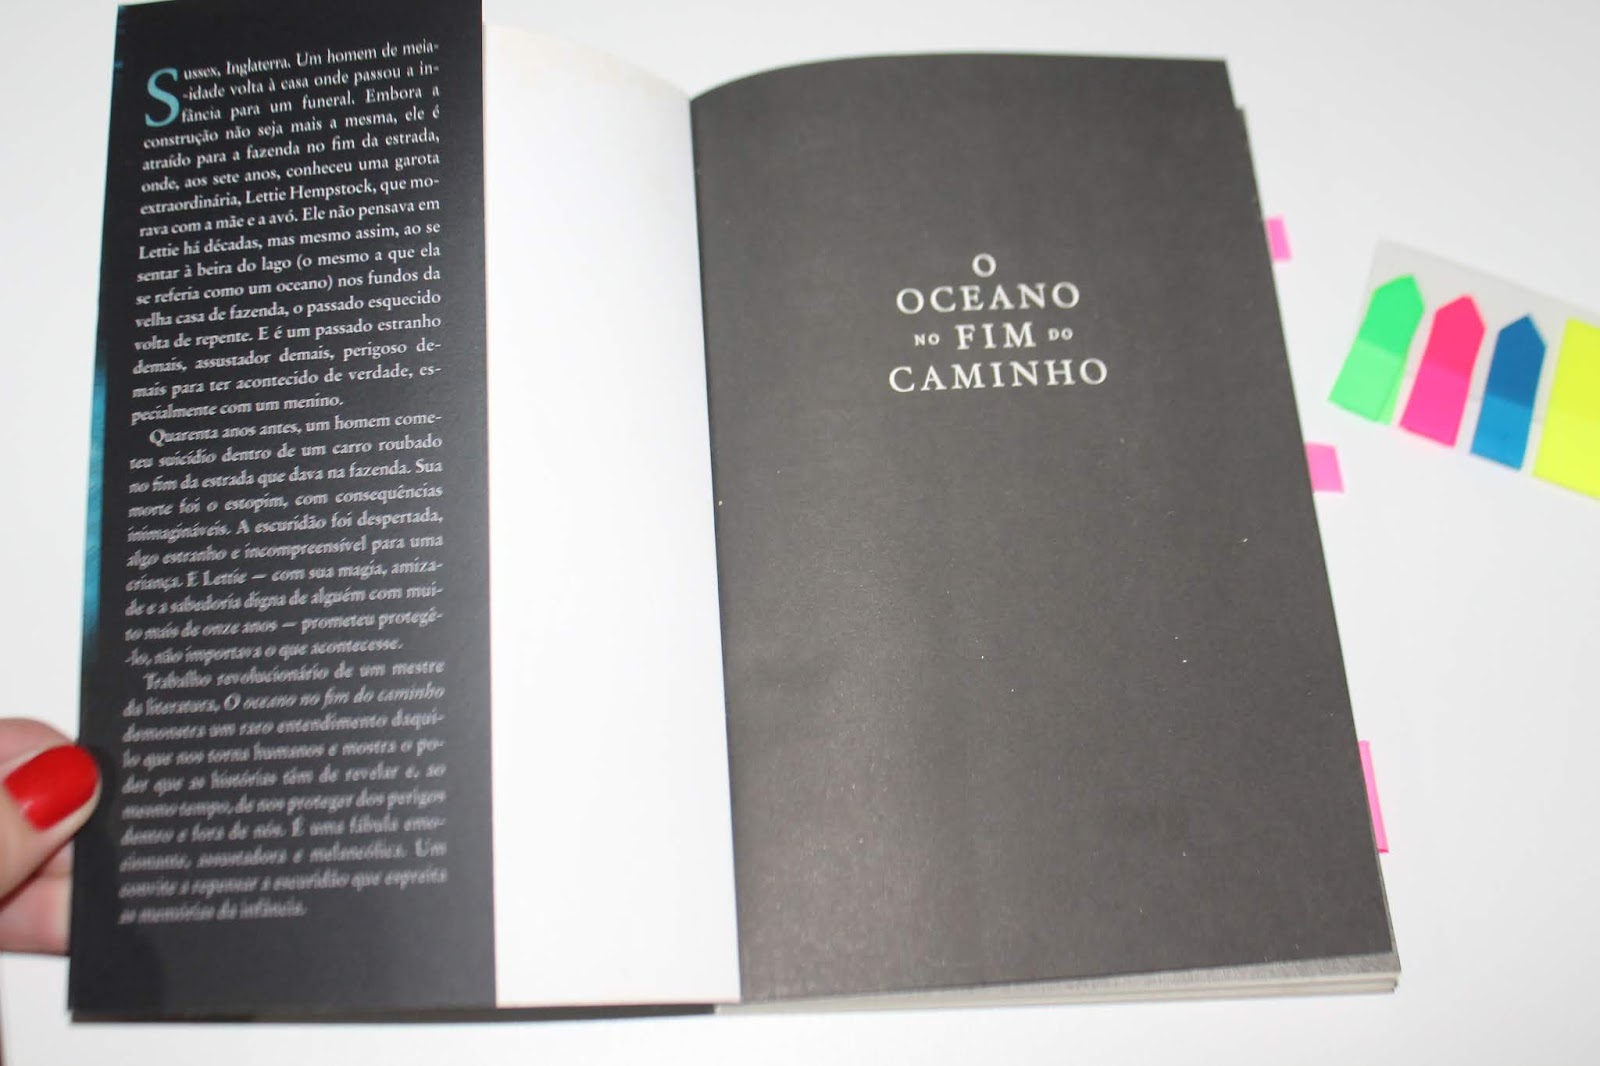 Sussex, Inglaterra. Um homem de meia-
-idade volta à casa onde passou a in-
fância para um funeral. Embora a
construção não seja mais a mesma, ele é
atraído para a fazenda no fim da estrada,
onde, aos sete anos, conheceu uma garota
extraordinária, Lettie Hempstock, que mo-
rava com a mãe e a avó. Ele não pensava em
Lettie há décadas, mas mesmo assim, ao se
sentar à beira do lago (o mesmo a que ela
se referia como um oceano) nos fundos da
velha casa de fazenda, o passado esquecido
volta de repente. E é um passado estranho
demais, assustador demais, perigoso de-
mais para ter acontecido de verdade, es-
pecialmente com um menino.
Quarenta anos antes, um homem come-
teu suicídio dentro de um carro roubado
no fim da estrada que dava na fazenda. Sua
morte foi o estopim, com consequências
inimagináveis. A escuridão foi despertada,
algo estranho e incompreensível para uma
criança. E Lettie — com sua magia, amiza-
de e a sabedoria digna de alguém com mui-
to mais de onze anos — prometeu protegê-
-lo, não importava o que acontecesse.
Trabalho revolucionário de um mestre
da literatura, O oceano no fim do caminho
demonstra um raro entendimento daqui-
lo que nos torna humanos e mostra o po-
der que as histórias têm de revelar e, ao
mesmo tempo, de nos proteger dos perigos
dentro e fora de nós. É uma fábula emo-
cionante, assustadora e melancólica. Um
convite a repensar a escuridão que espreita
as memórias da infância.
O
OCEANO
NO FIM DO
CAMINHO